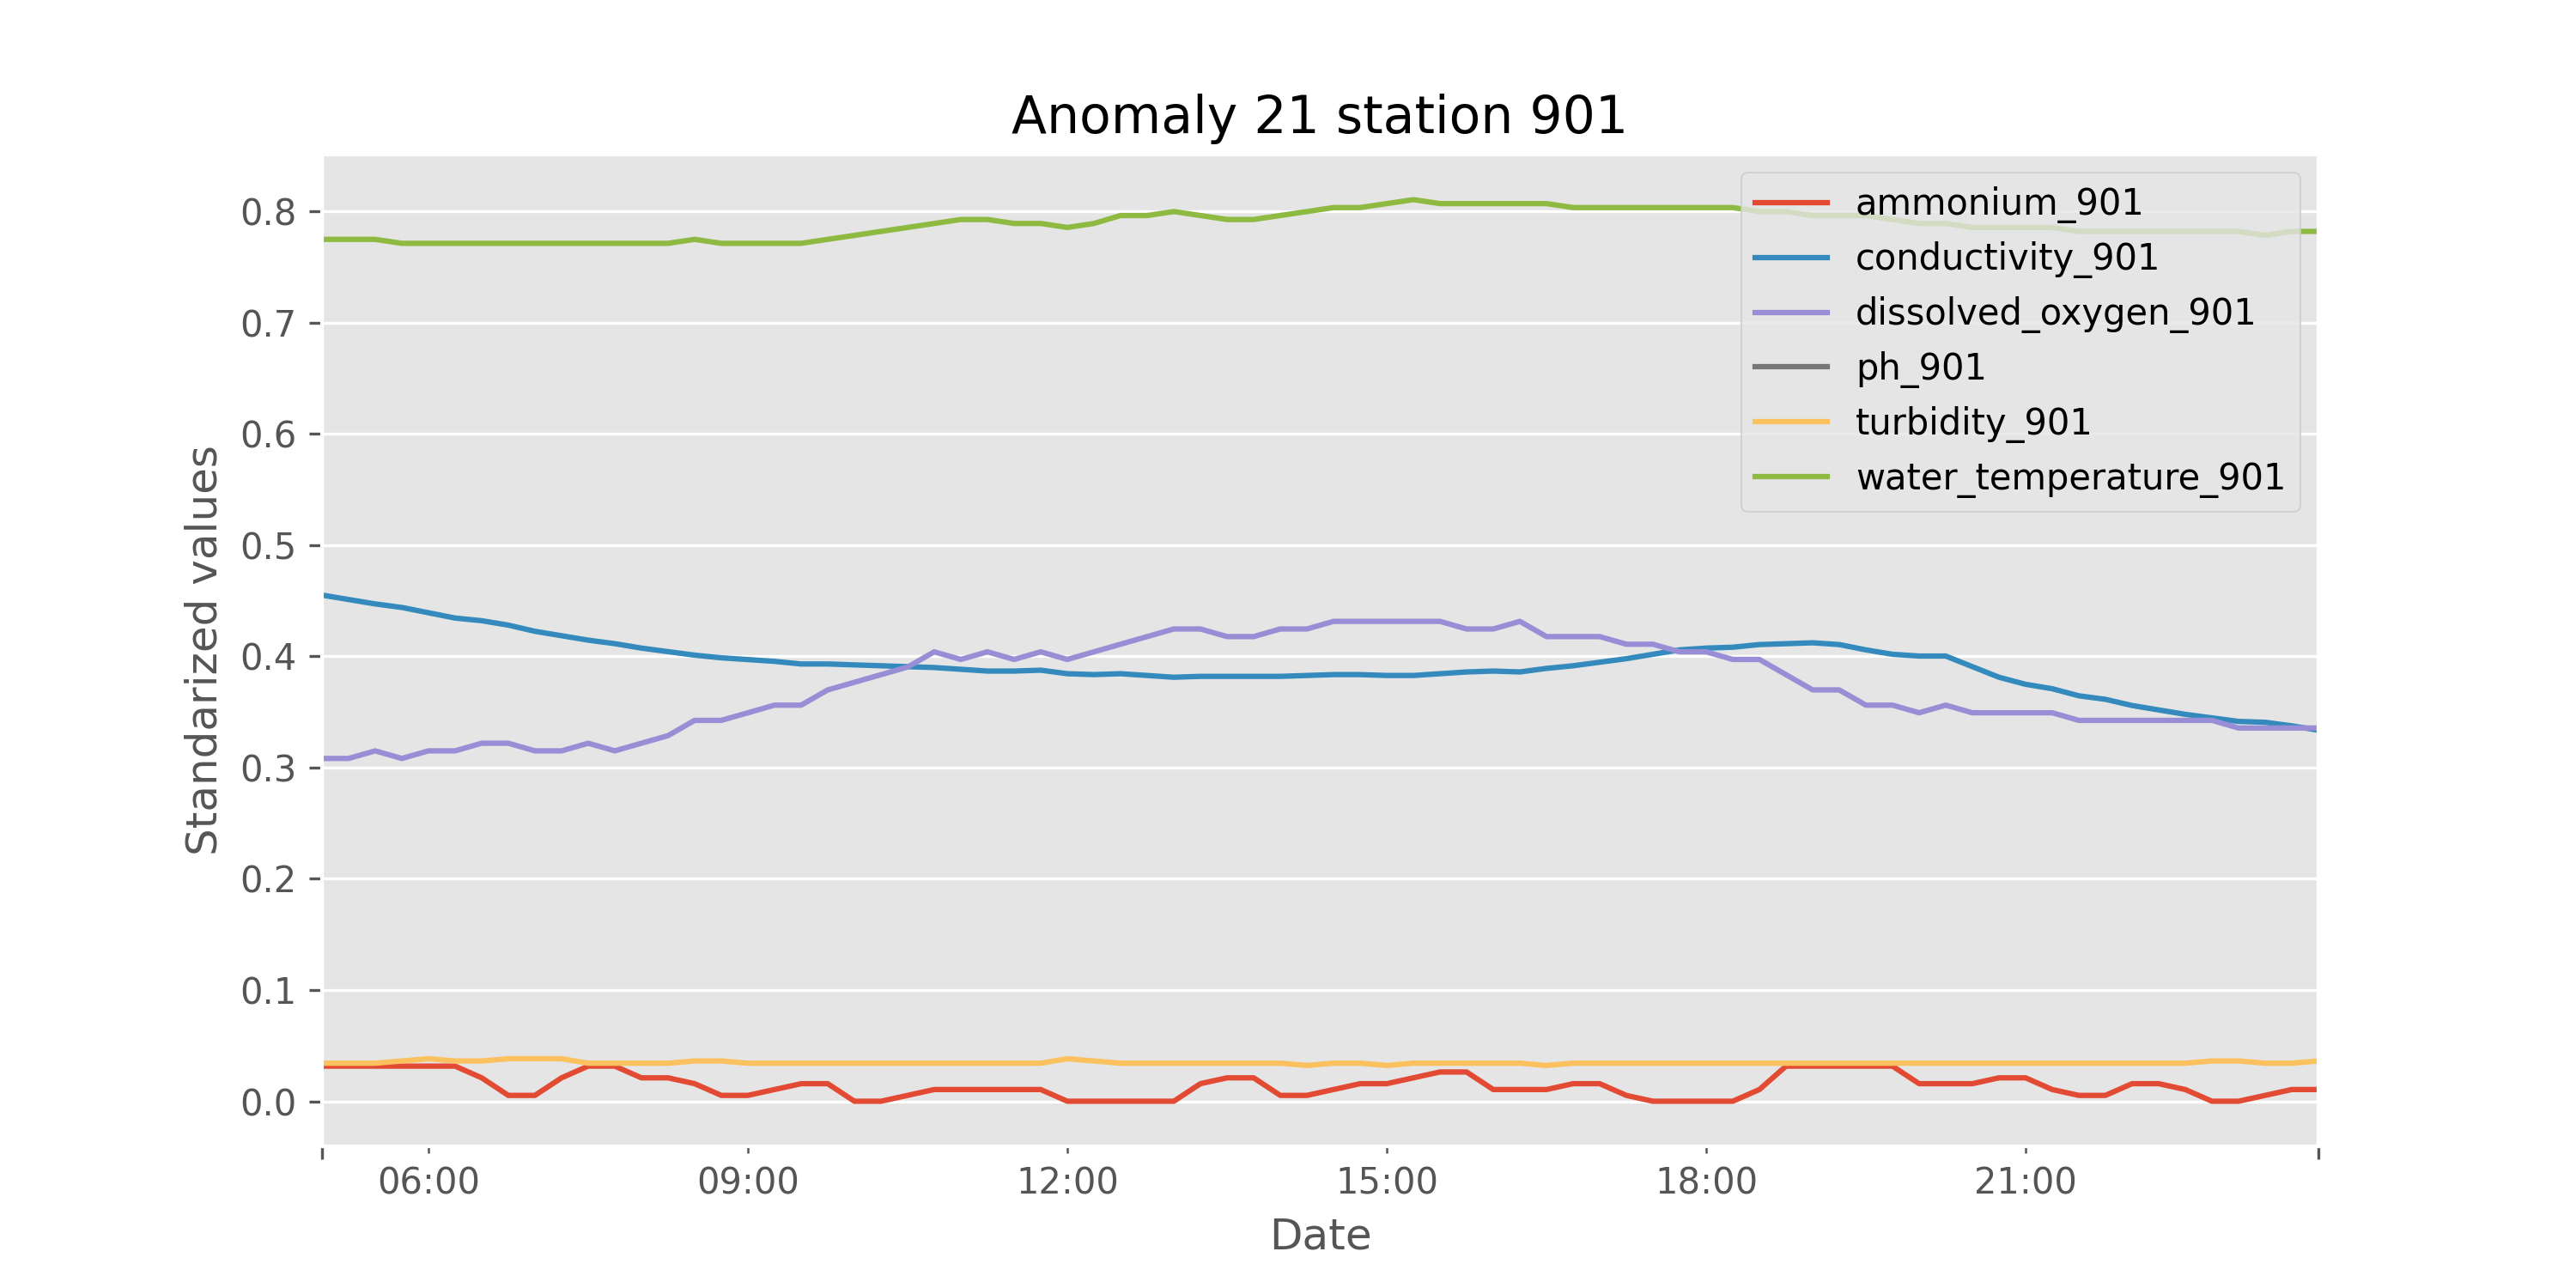 Anomaly 21 station 901
ammonium_901
conductivity_901
dissolved_oxygen_901
ph_901
turbidity_901
water_temperature_901
Standarized values
0.8
0.7
0.6
0.5
0.4
0.3
0.2
0.1
0.0
06:00 09:00 12:00 15:00 18:00 21:00
Date